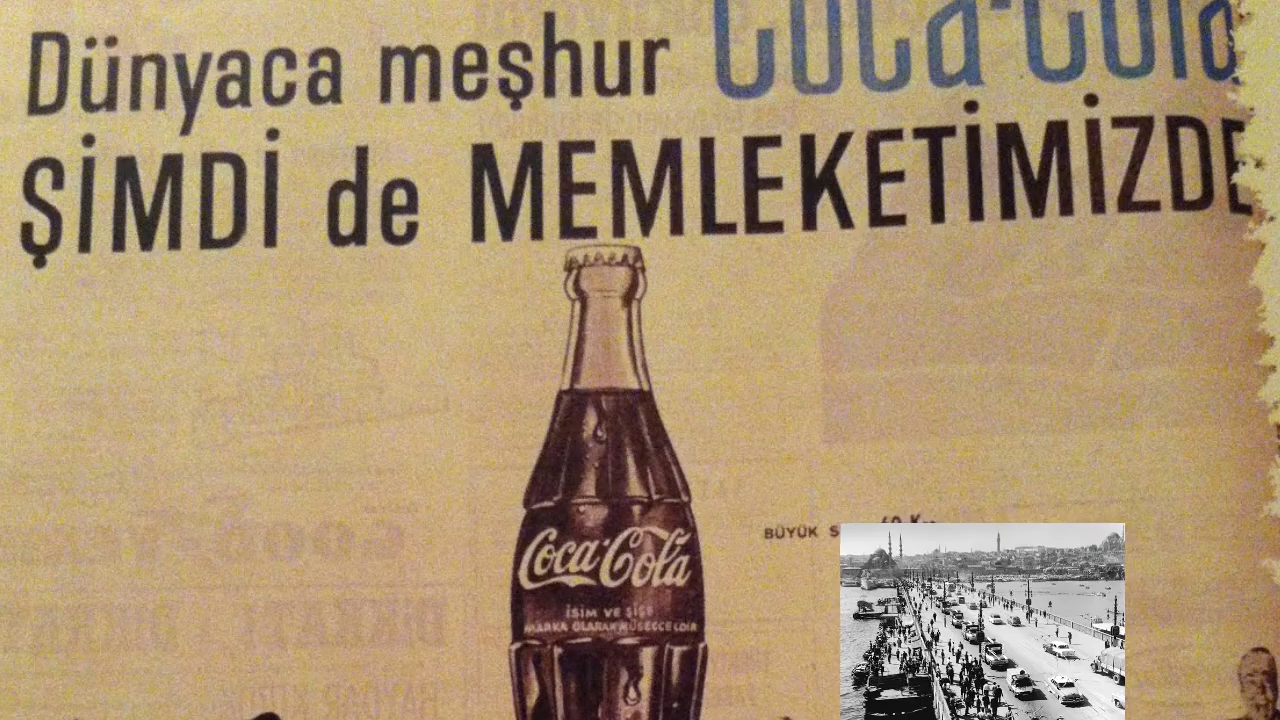 Dünyaca meşhur Coca-Cola
ŞİMDİ de MEMLEKETİMİZDE
BÜYÜK
Coca-Cola
İSİM VE ŞİŞE
MARKA OLARAK MÜSECCELDİR